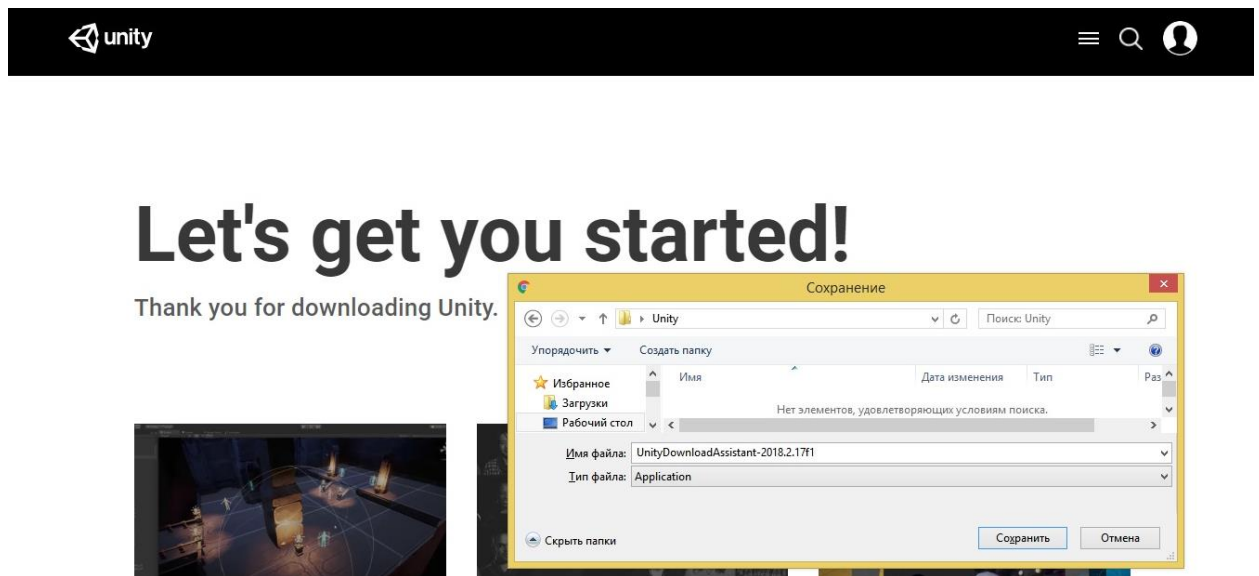 unity
Let's get you started!
Thank you for downloading Unity.
Сохранение
Unity
Поиск: Unity
Упорядочить
Создать папку
Избранное
Загрузки
Рабочий стол
Имя
Дата изменения
Тип
Раз
Нет элементов, удовлетворяющих условиям поиска.
Имя файла: UnityDownloadAssistant-2018.2.17f1
Тип файла: Application
Скрыть папки
Сохранить
Отмена